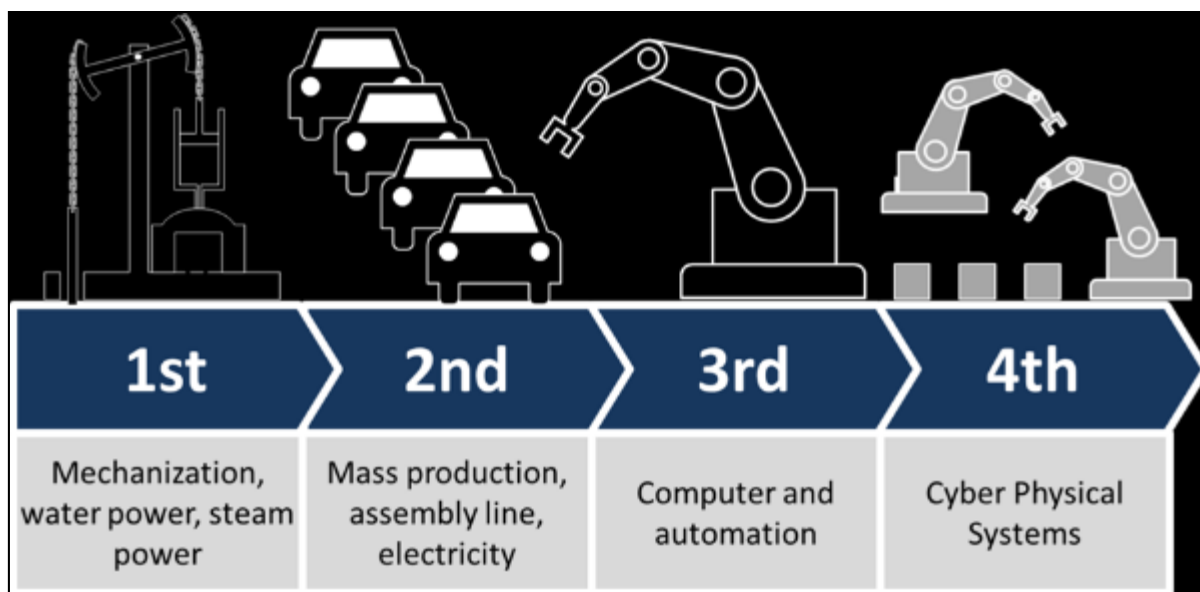 1st
2nd
3rd
4th
Mechanization,
water power, steam
power
Mass production,
assembly line,
electricity
Computer and
automation
Cyber Physical
Systems